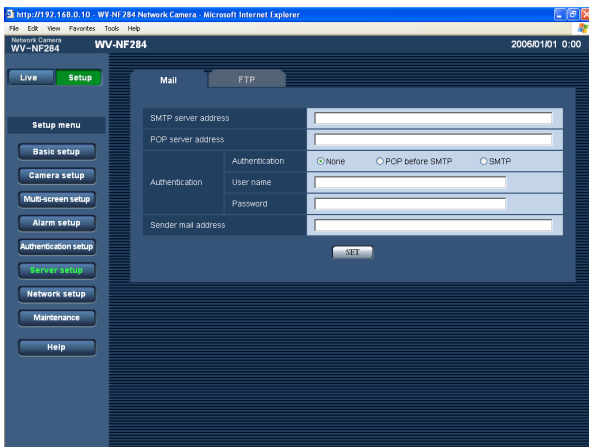 http://192.168.0.10 - WV-NF284 Network Camera - Microsoft Internet Explorer
File Edit View Favorites Tools Help
Network Camera
WV-NF284
WV-NF284
2006/01/01 0:00
Live
Setup
Setup menu
Basic setup
Camera setup
Multi-screen setup
Alarm setup
Authentication setup
Server setup
Network setup
Maintenance
Help
Mail
FTP
SMTP server address
POP server address
Authentication
Authentication
None
POP before SMTP
SMTP
User name
Password
Sender mail address
SET